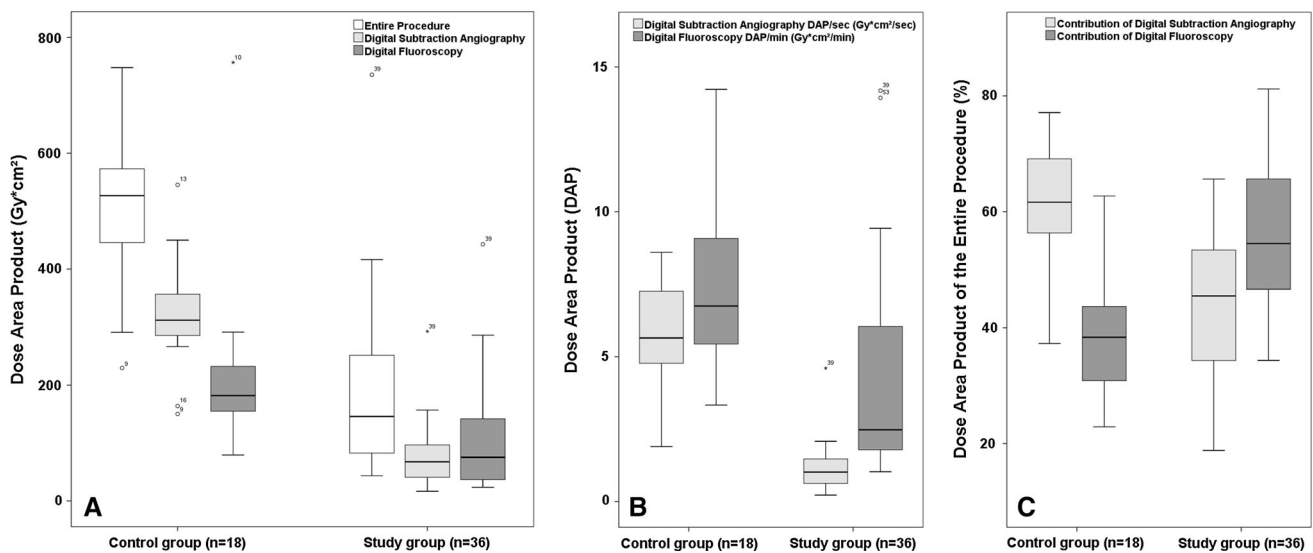 Dose Area Product (Gy*cm²)
800
600
400
200
0
Entire Procedure
Digital Subtraction Angiography
Digital Fluoroscopy
10
39
13
39
9
39
16
9
A
Control group (n=18)
Study group (n=36)
Dose Area Product (DAP)
15
10
5
0
Digital Subtraction Angiography DAP/sec (Gy*cm²/sec)
Digital Fluoroscopy DAP/min (Gy*cm²/min)
39
53
39
B
Control group (n=18)
Study group (n=36)
Dose Area Product of the Entire Procedure (%)
80
60
40
20
Contribution of Digital Subtraction Angiography
Contribution of Digital Fluoroscopy
C
Control group (n=18)
Study group (n=36)